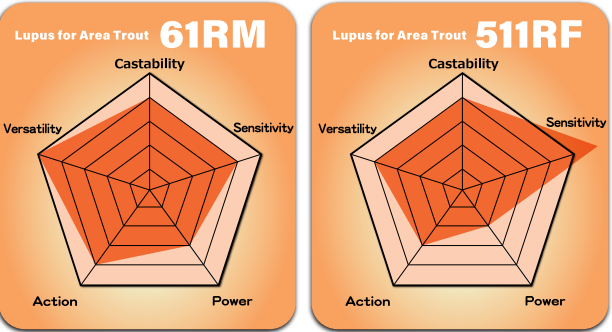 Lupus for Area Trout 61RM
Castability
Versatility
Sensitivity
Action
Power
Lupus for Area Trout 511RF
Castability
Versatility
Sensitivity
Action
Power